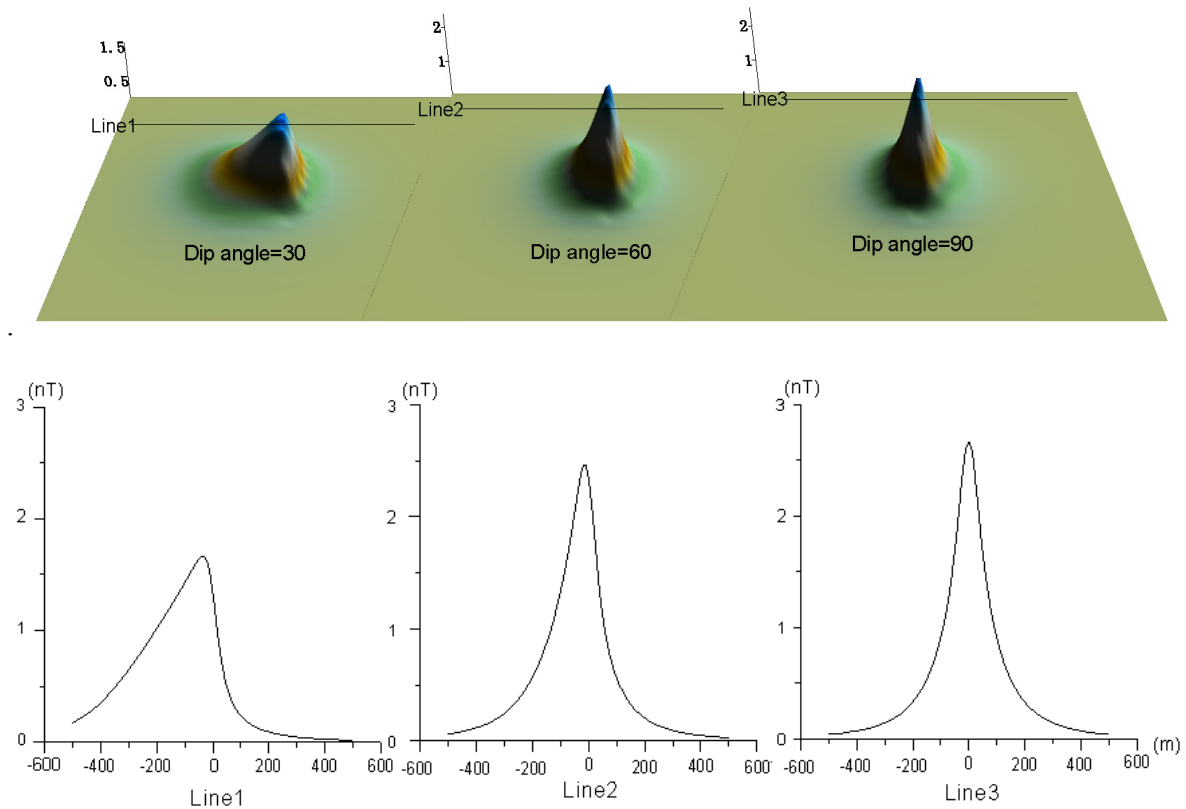 1.5
0.5
2
1
2
1
Line1
Line2
Line3
Dip angle=30
Dip angle=60
Dip angle=90
.
(nT)
3
2
1
0
-600 -400 -200 0 200 400 600
Line1
(nT)
3
2
1
0
-600 -400 -200 0 200 400 600
Line2
(nT)
3
2
1
0
-600 -400 -200 0 200 400 600 (m)
Line3